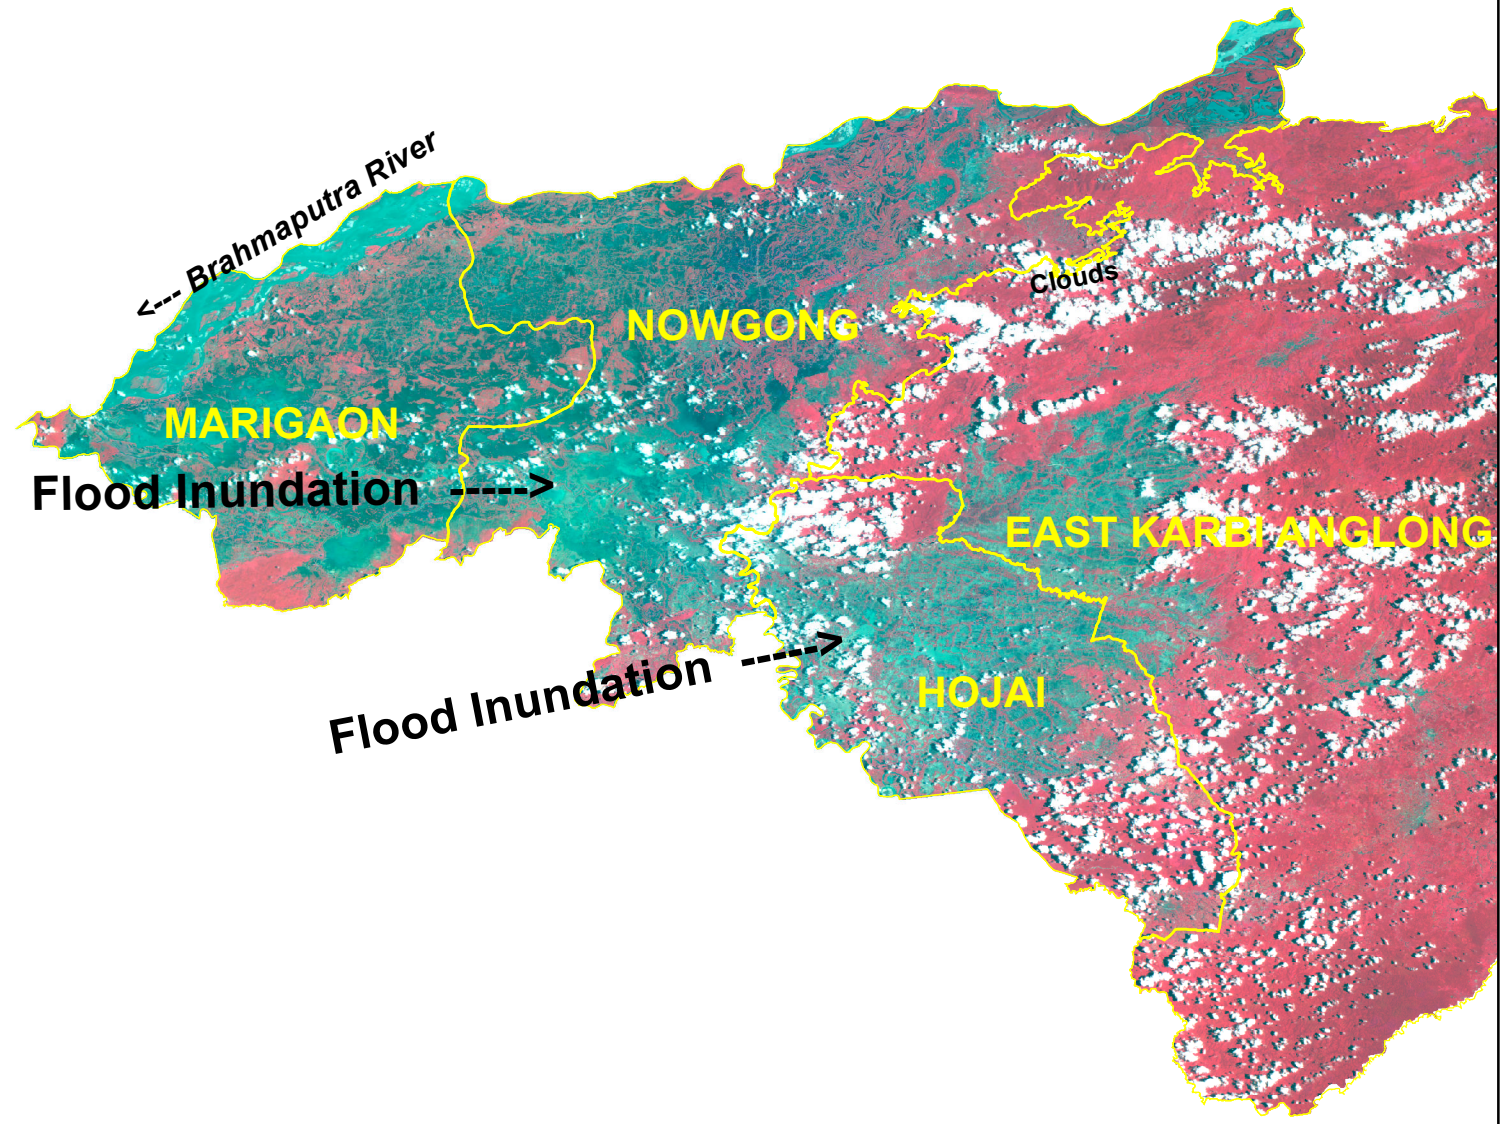 <--- Brahmaputra River
Clouds
NOWGONG
MARIGAON
Flood Inundation ----->
EAST KARBI ANGLONG
Flood Inundation ----->
HOJAI